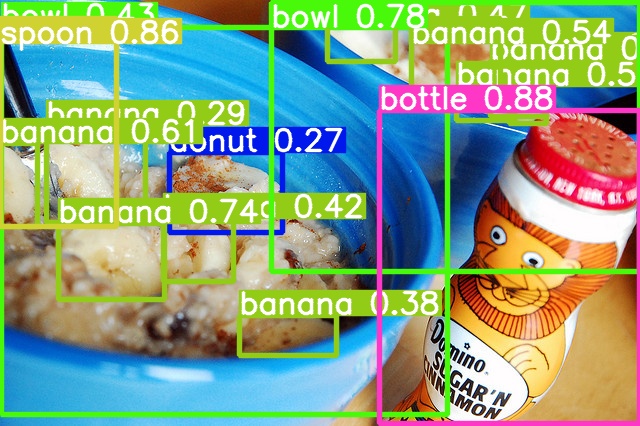 bowl 0.43
bowl 0.78
0.47
spoon 0.86
banana 0.54
banana 0
banana 0.5
bottle 0.88
banana 0.29
banana 0.61
donut 0.27
banana 0.74
0.42
banana 0.38
NEW YORK, N.Y.
Domino
SUGAR'N
CINNAMON